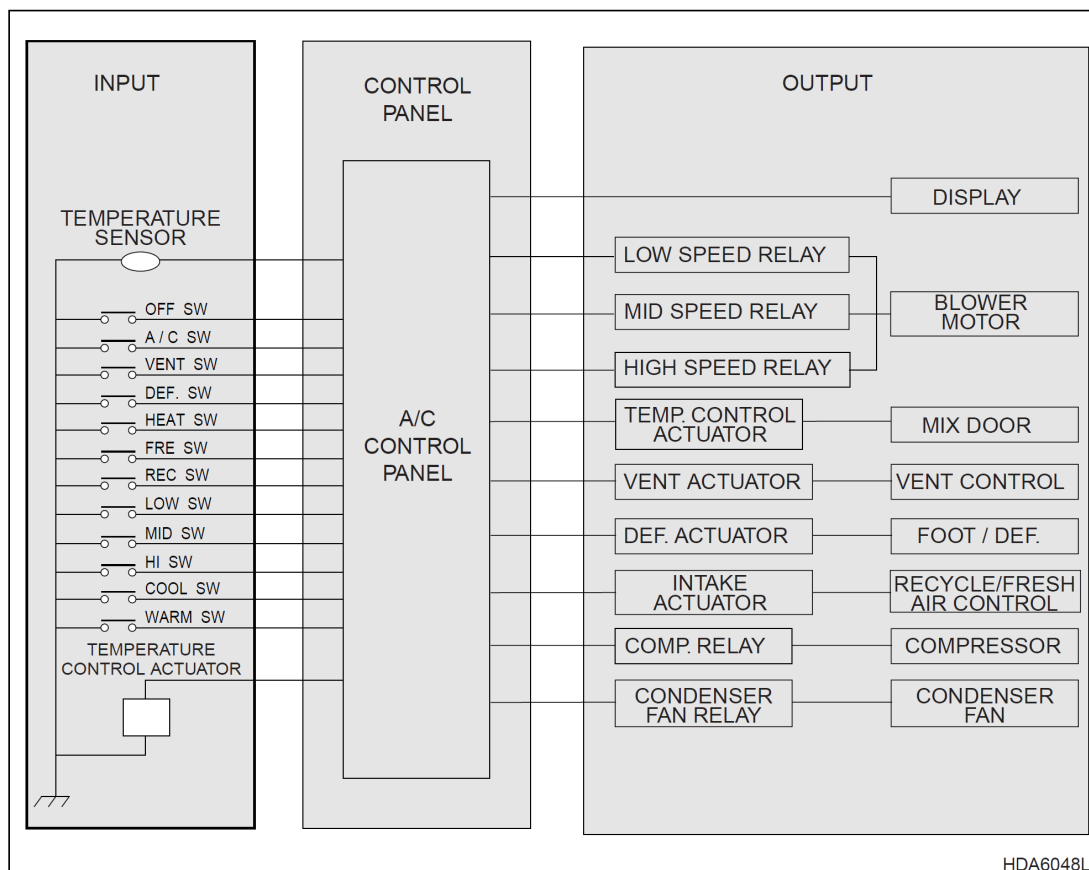 INPUT
CONTROL
PANEL
OUTPUT
TEMPERATURE
SENSOR
OFF SW
A / C SW
VENT SW
DEF. SW
HEAT SW
FRE SW
REC SW
LOW SW
MID SW
HI SW
COOL SW
WARM SW
TEMPERATURE
CONTROL ACTUATOR
A/C
CONTROL
PANEL
DISPLAY
LOW SPEED RELAY
MID SPEED RELAY
HIGH SPEED RELAY
BLOWER
MOTOR
TEMP. CONTROL
ACTUATOR
MIX DOOR
VENT ACTUATOR
VENT CONTROL
DEF. ACTUATOR
FOOT / DEF.
INTAKE
ACTUATOR
RECYCLE/FRESH
AIR CONTROL
COMP. RELAY
COMPRESSOR
CONDENSER
FAN RELAY
CONDENSER
FAN
HDA6048L